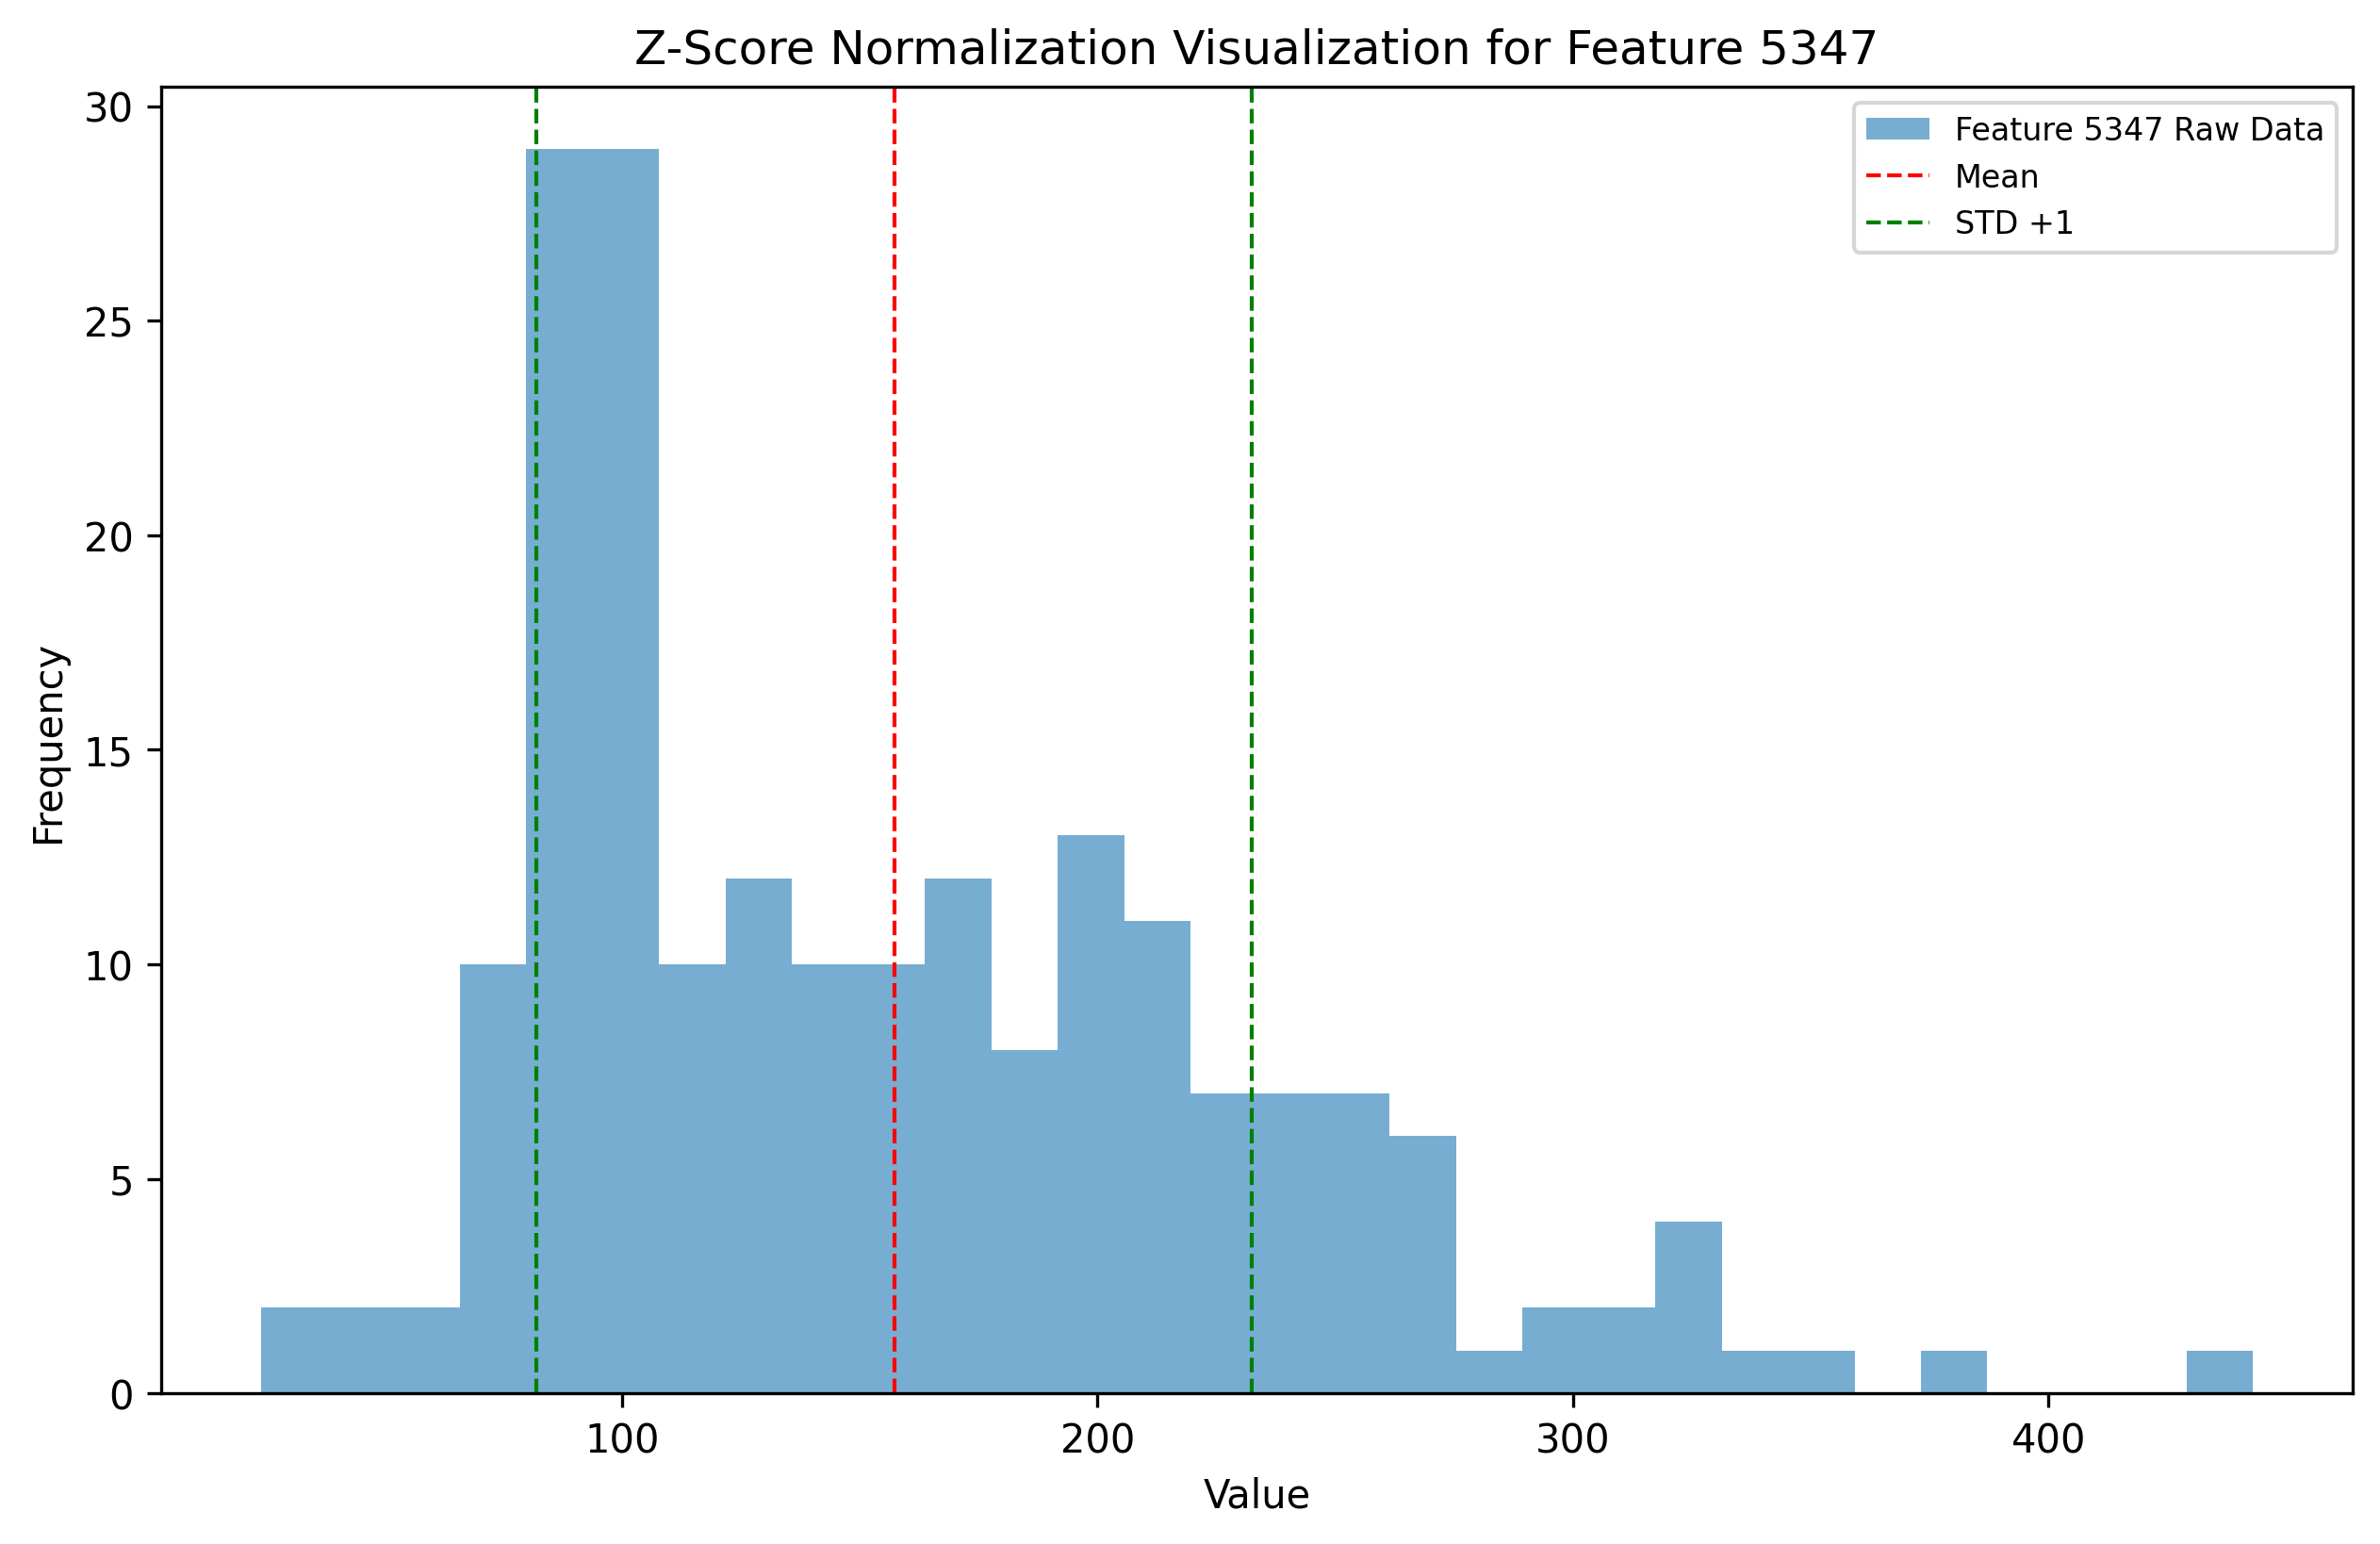 Z-Score Normalization Visualization for Feature 5347
Feature 5347 Raw Data
Mean
STD +1
Frequency
30
25
20
15
10
5
0
100 200 300 400
Value